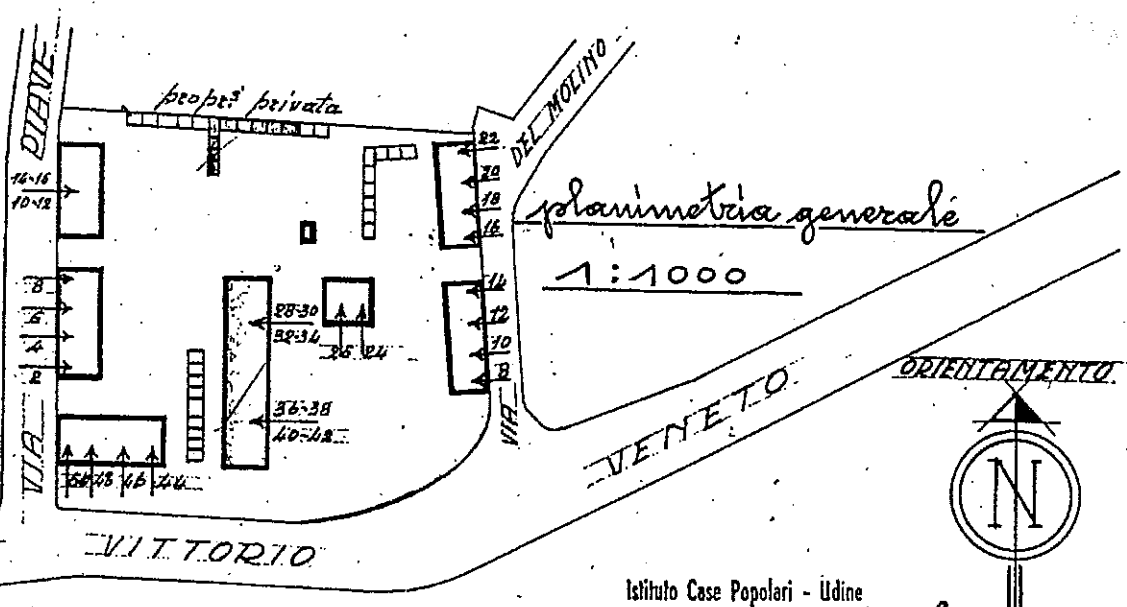 propr.ª privata
VIA PIAVE
14-16
10-12
8
6
4
2
28-30
32-34
36-38
40-42
26 24
48 46 44
22
20
18
16
14
12
10
8
VIA DEL MOLINO
planimetria generale
1:1000
VITTORIO VENETO
ORIENTAMENTO
N
Istituto Case Popolari - Udine